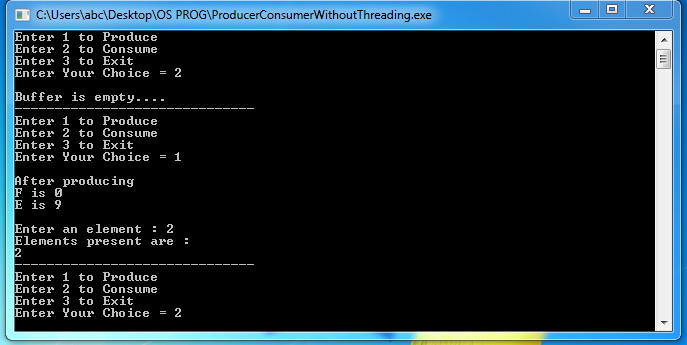 C:\Users\abc\Desktop\OS PROG\ProducerConsumerWithoutThreading.exe
Enter 1 to Produce
Enter 2 to Consume
Enter 3 to Exit
Enter Your Choice = 2
Buffer is empty....
------------------------------
Enter 1 to Produce
Enter 2 to Consume
Enter 3 to Exit
Enter Your Choice = 1
After producing
F is 0
E is 9
Enter an element : 2
Elements present are :
2
------------------------------
Enter 1 to Produce
Enter 2 to Consume
Enter 3 to Exit
Enter Your Choice = 2